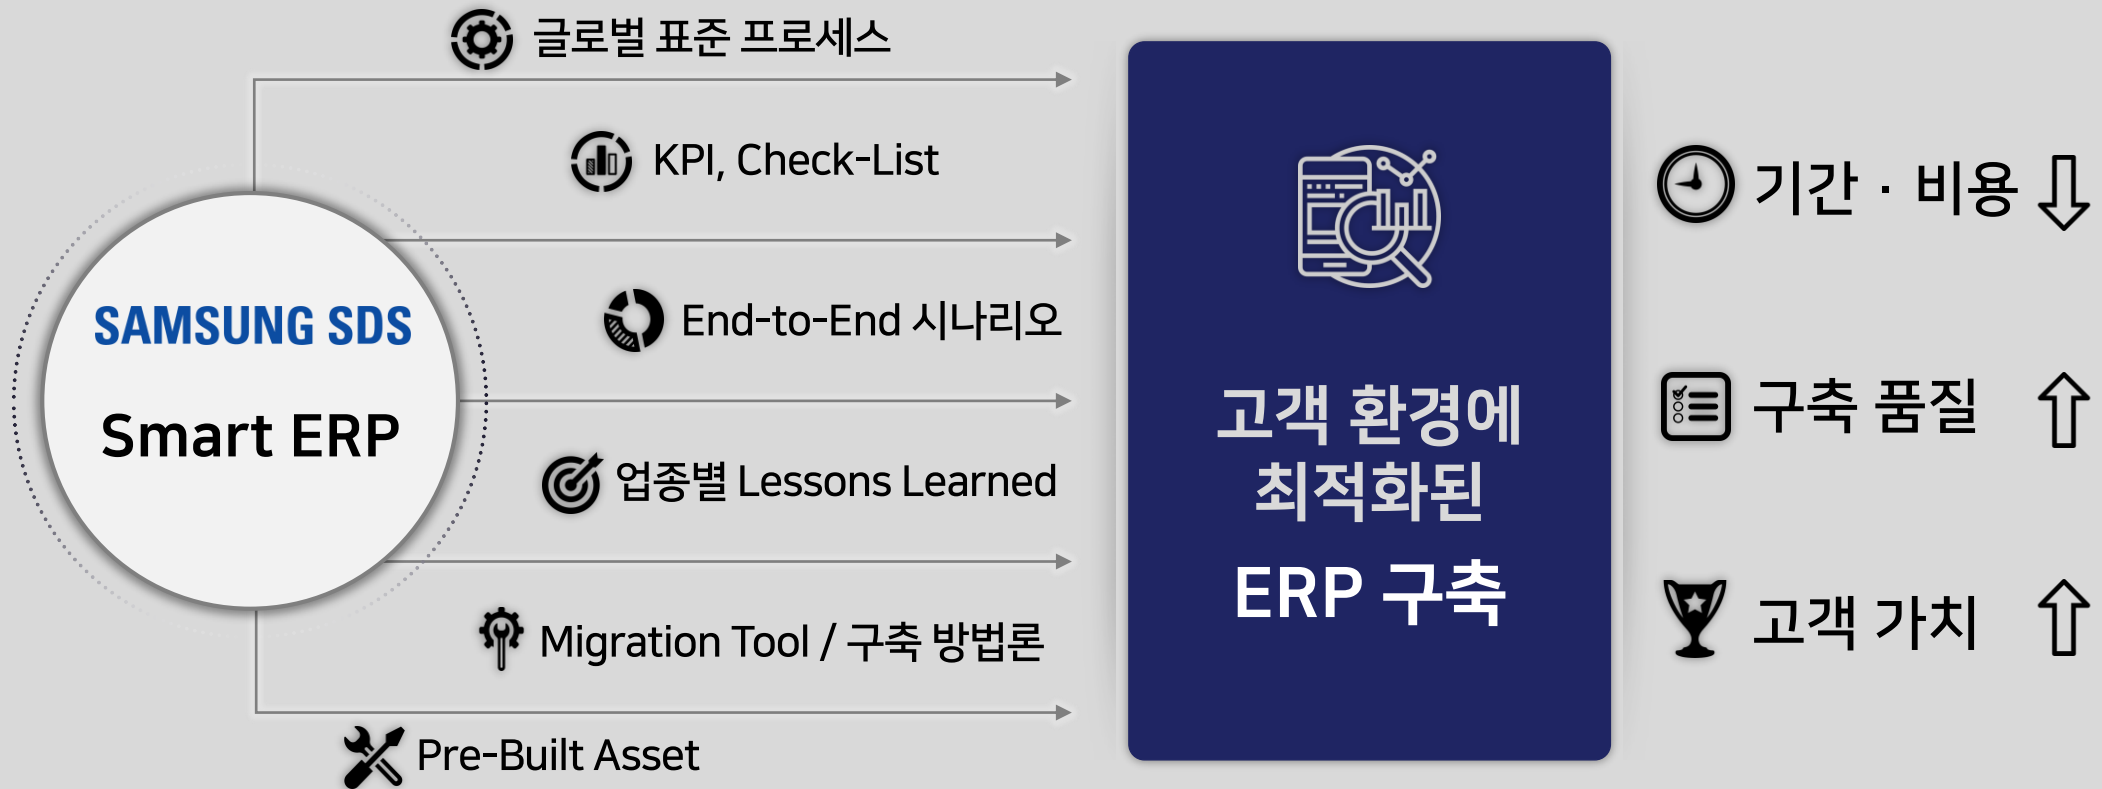 글로벌 표준 프로세스
KPI, Check-List
End-to-End 시나리오
업종별 Lessons Learned
Migration Tool / 구축 방법론
Pre-Built Asset
SAMSUNG SDS
Smart ERP
고객 환경에
최적화된
ERP 구축
기간 · 비용
구축 품질
고객 가치